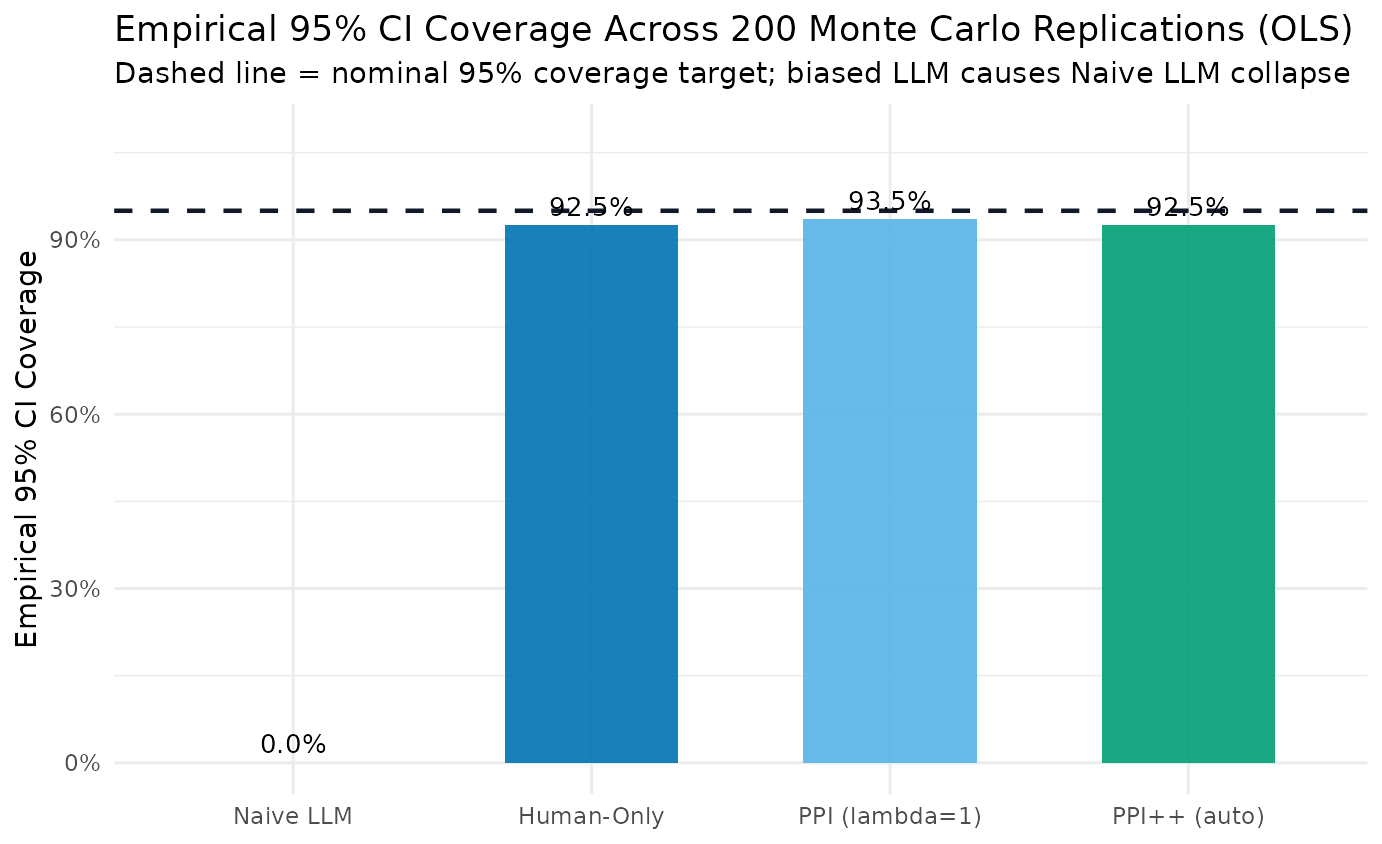 Empirical 95% CI Coverage Across 200 Monte Carlo Replications (OLS)
Dashed line = nominal 95% coverage target; biased LLM causes Naive LLM collapse
Empirical 95% CI Coverage
90%
60%
30%
0%
0.0%
92.5%
93.5%
92.5%
Naive LLM
Human-Only
PPI (lambda=1)
PPI++ (auto)